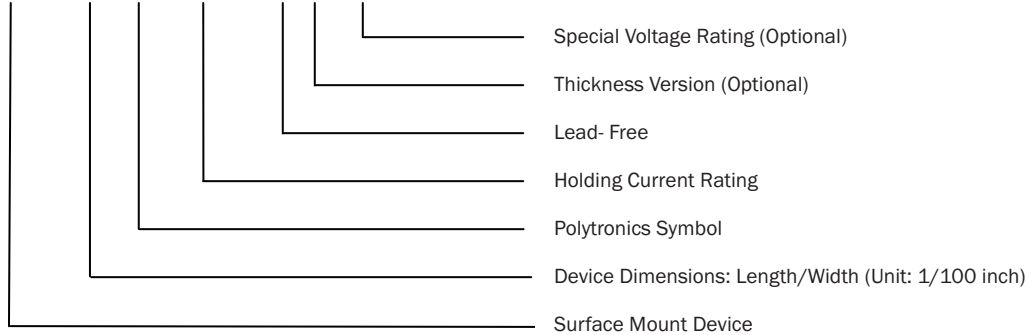 Special Voltage Rating (Optional)
Thickness Version (Optional)
Lead- Free
Holding Current Rating
Polytronics Symbol
Device Dimensions: Length/Width (Unit: 1/100 inch)
Surface Mount Device